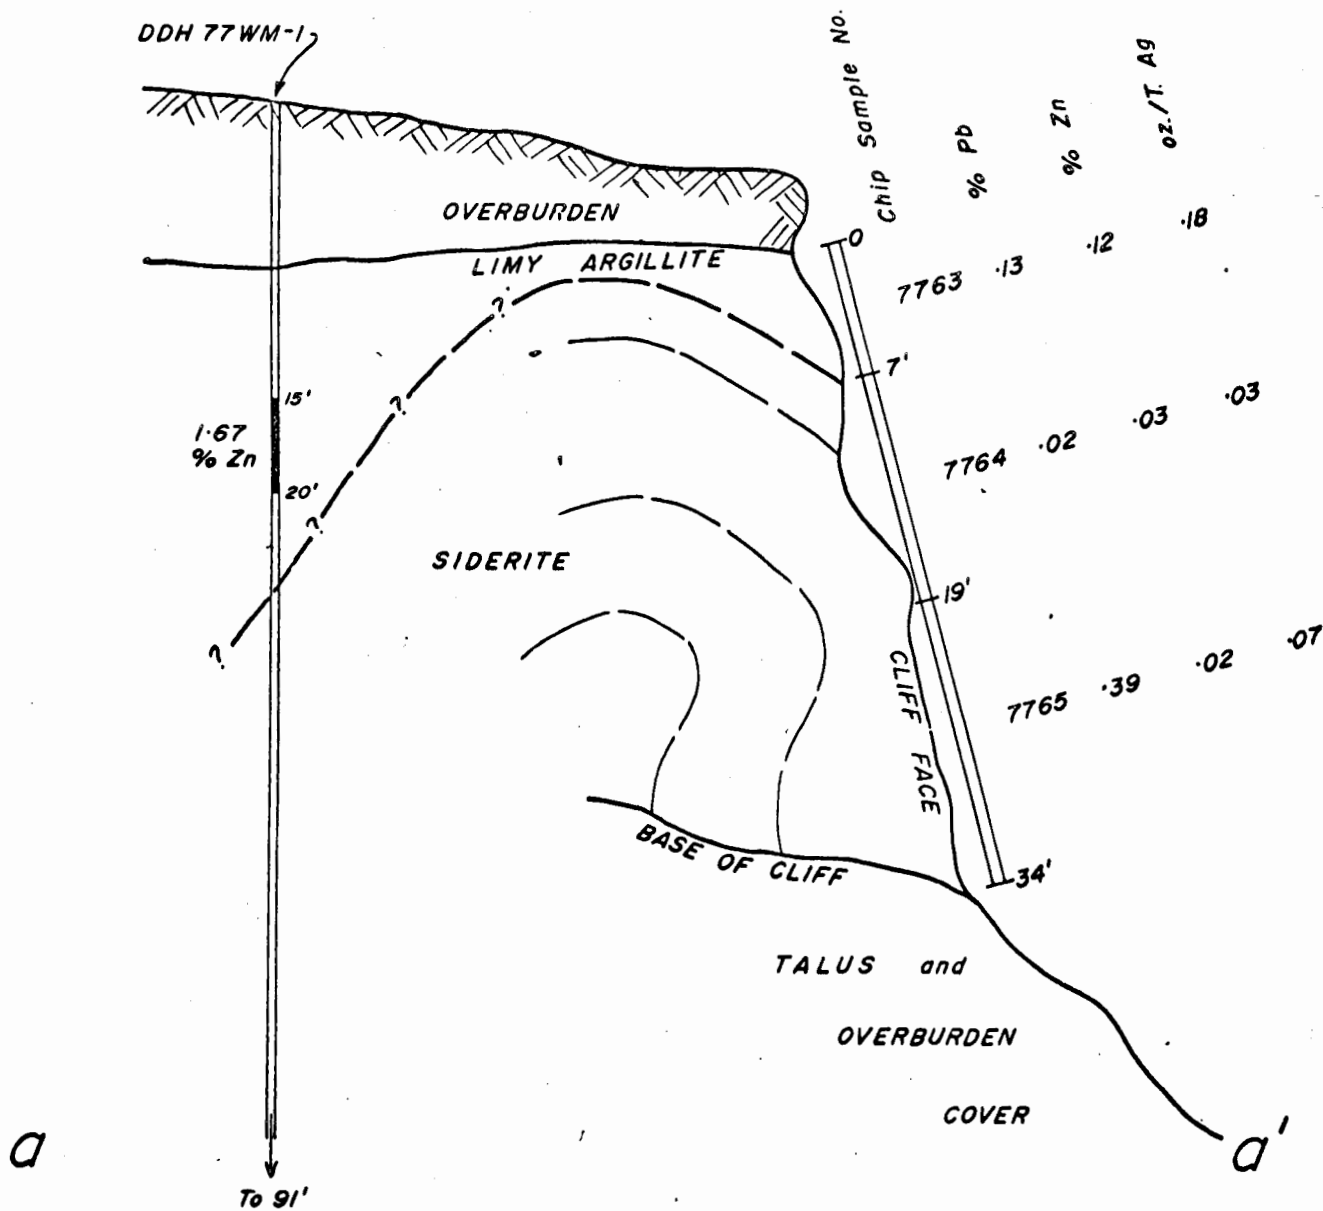 DDH 77WM-1
Chip Sample No.
% Pb
% Zn
oz./T. Ag
OVERBURDEN
LIMY ARGILLITE
0
7763 .13 .12 .18
7'
?
?
?
?
15'
1.67
% Zn
20'
7764 .02 .03 .03
SIDERITE
19'
7765 .39 .02 .07
CLIFF FACE
BASE OF CLIFF
34'
TALUS and
OVERBURDEN
COVER
a
a'
To 91'